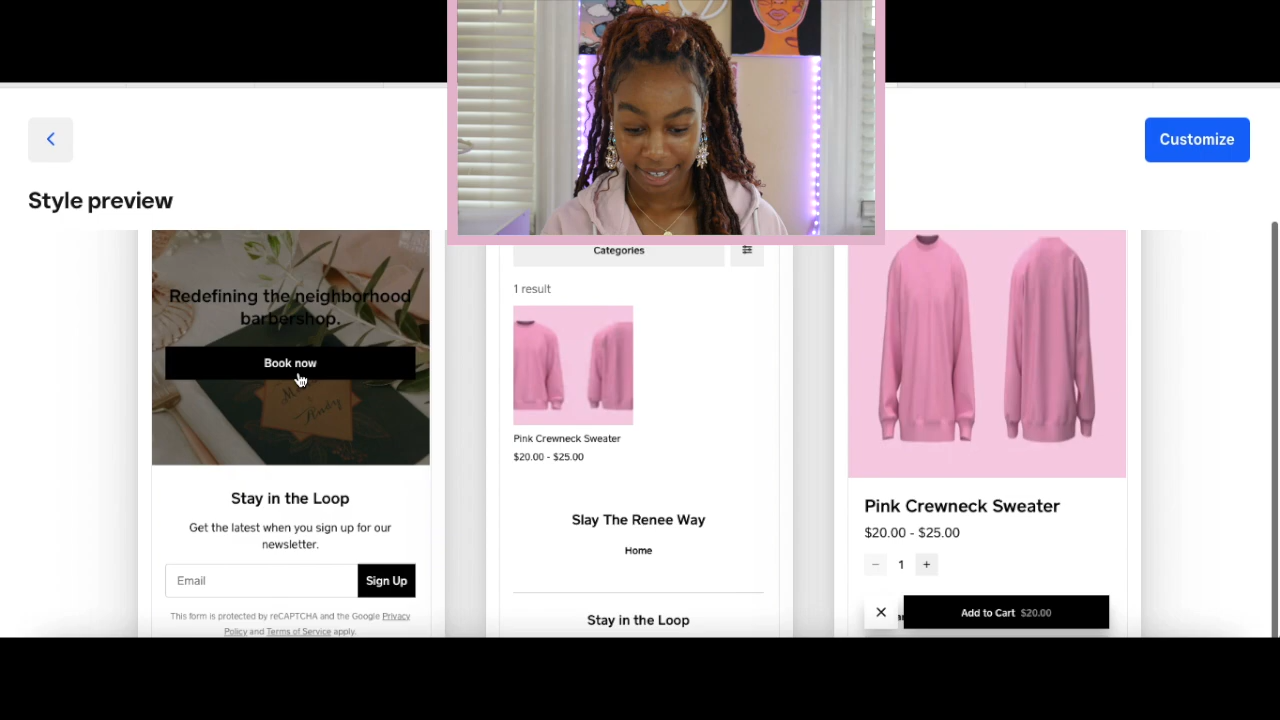 Customize
Style preview
Redefining the neighborhood
barbershop.
Book now
Stay in the Loop
Get the latest when you sign up for our
newsletter.
Email
Sign Up
This form is protected by reCAPTCHA and the Google Privacy
Policy and Terms of Service apply.
Categories
1 result
Pink Crewneck Sweater
$20.00 - $25.00
Slay The Renee Way
Home
Stay in the Loop
Pink Crewneck Sweater
$20.00 - $25.00
1
Add to Cart $20.00